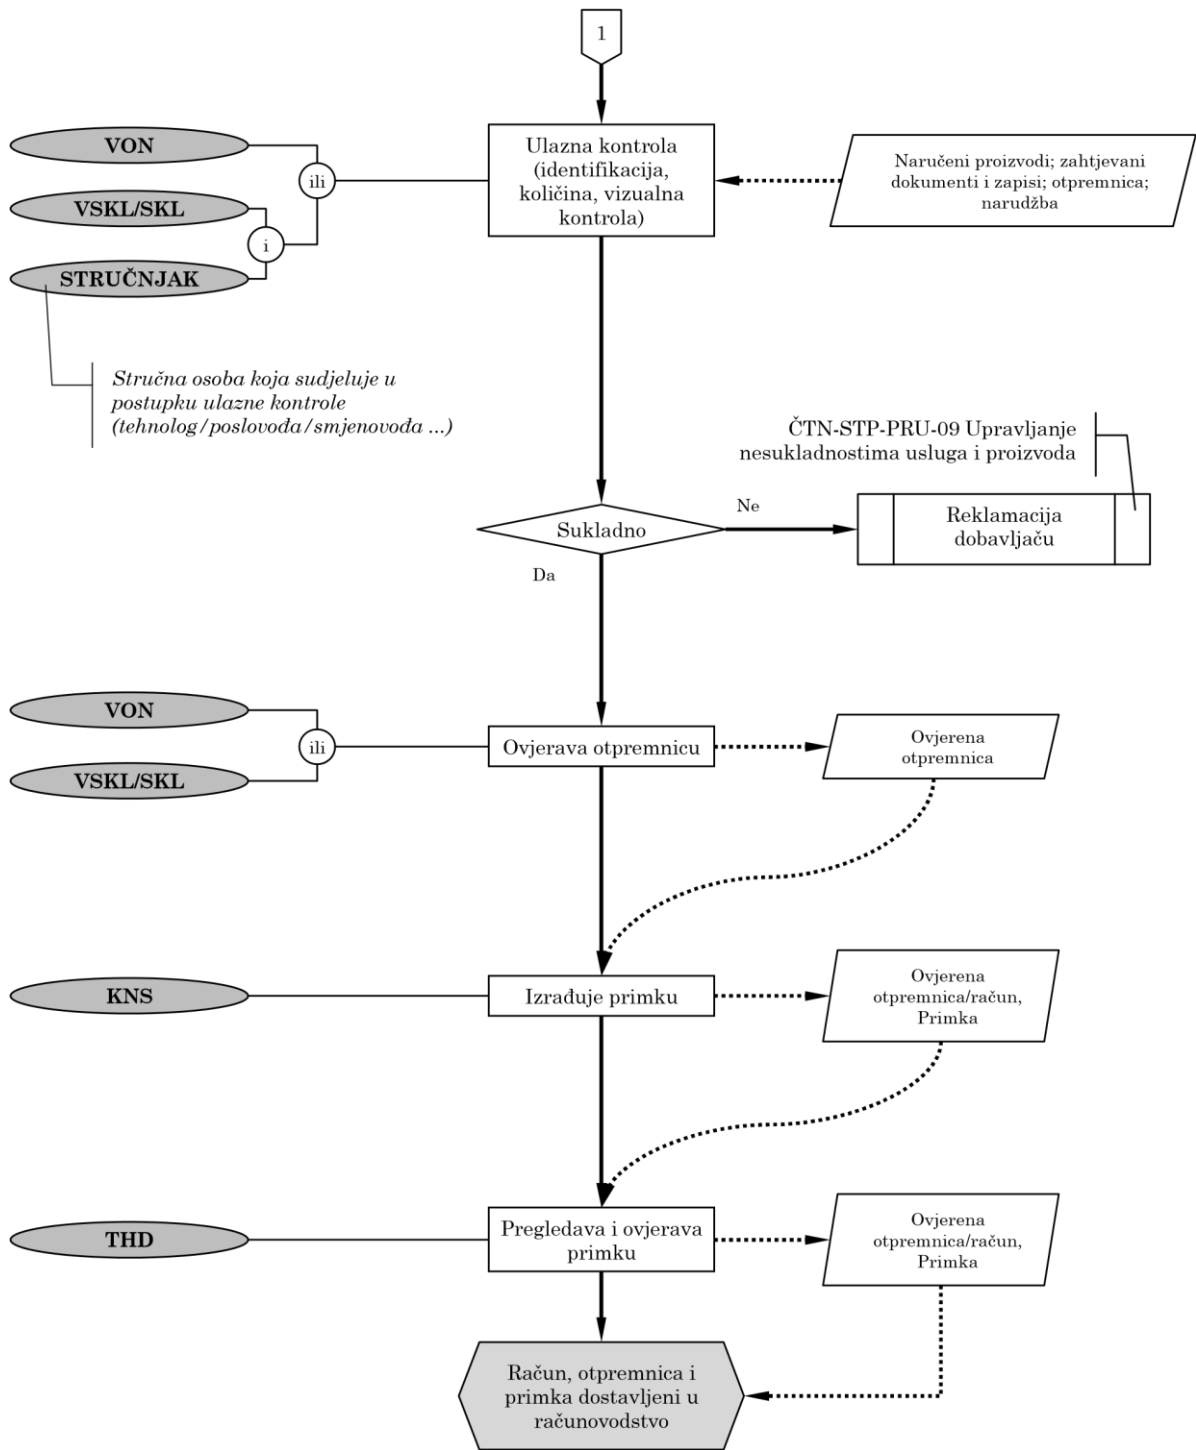 1
VON
ili
VSKL/SKL
i
STRUČNJAK
Ulazna kontrola
(identifikacija,
količina, vizualna
kontrola)
Naručeni proizvodi; zahtjevani
dokumenti i zapisi; otpremnica;
narudžba
Stručna osoba koja sudjeluje u
postupku ulazne kontrole
(tehnolog/poslovođa/smjenovođa ...)
ČTN-STP-PRU-09 Upravljanje
nesukladnostima usluga i proizvoda
Sukladno
Ne
Reklamacija
dobavljaču
Da
VON
ili
VSKL/SKL
Ovjerava otpremnicu
Ovjerena
otpremnica
KNS
Izrađuje primku
Ovjerena
otpremnica/račun,
Primka
THD
Pregledava i ovjerava
primku
Ovjerena
otpremnica/račun,
Primka
Račun, otpremnica i
primka dostavljeni u
računovodstvo